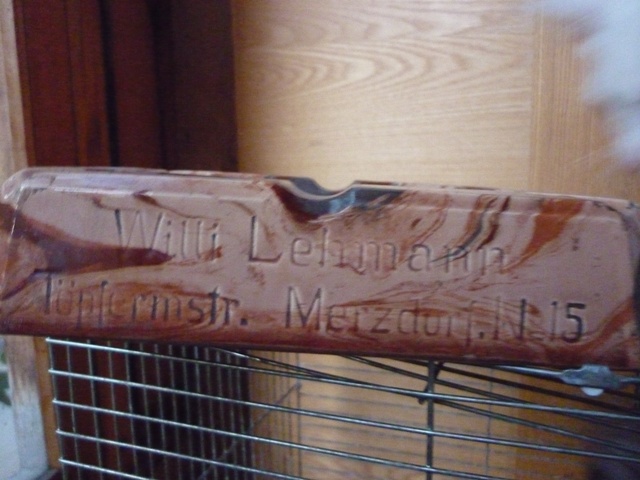 Willi Lehmann
Töpfermstr. Merzdorf. N. 15